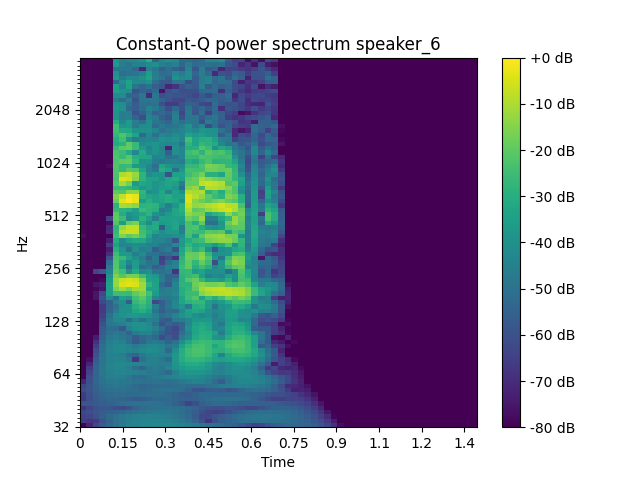 Constant-Q power spectrum speaker_6
Hz
2048
1024
512
256
128
64
32
0
0.15
0.3
0.45
0.6
0.75
0.9
1.1
1.2
1.4
Time
+0 dB
-10 dB
-20 dB
-30 dB
-40 dB
-50 dB
-60 dB
-70 dB
-80 dB